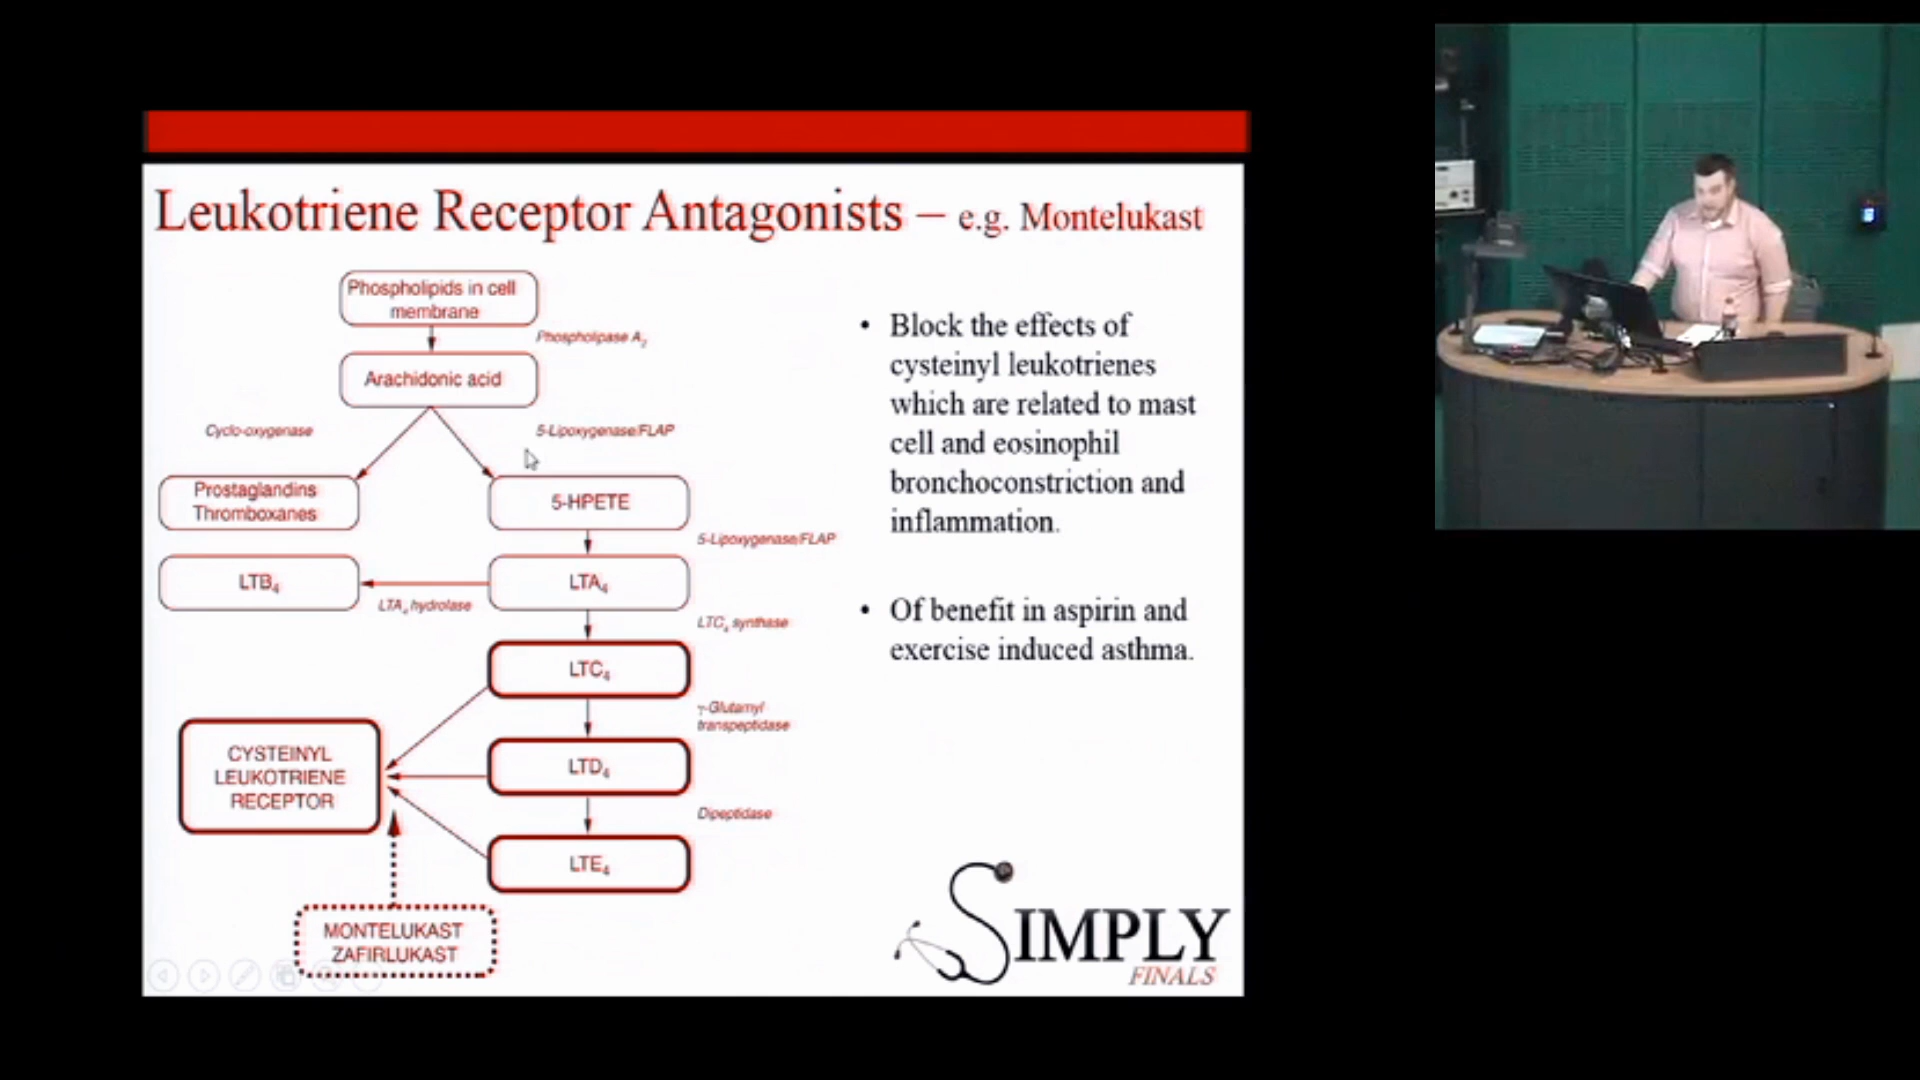 Leukotriene Receptor Antagonists – e.g. Montelukast
Phospholipids in cell
membrane
Phospholipase A₂
Arachidonic acid
Cyclo-oxygenase
5-Lipoxygenase/FLAP
Prostaglandins
Thromboxanes
5-HPETE
5-Lipoxygenase/FLAP
LTB₄
LTA₄
LTA₄ hydrolase
LTC₄ synthase
LTC₄
γ-Glutamyl
transpeptidase
CYSTEINYL
LEUKOTRIENE
RECEPTOR
LTD₄
Dipeptidase
LTE₄
MONTELUKAST
ZAFIRLUKAST
• Block the effects of
cysteinyl leukotrienes
which are related to mast
cell and eosinophil
bronchoconstriction and
inflammation.
• Of benefit in aspirin and
exercise induced asthma.
SIMPLY
FINALS